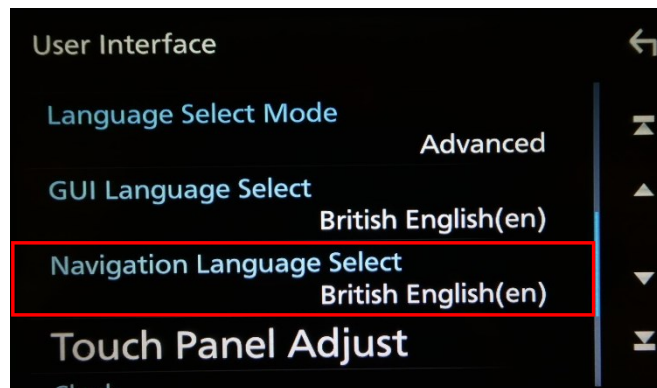 User Interface
Language Select Mode
Advanced
GUI Language Select
British English(en)
Navigation Language Select
British English(en)
Touch Panel Adjust